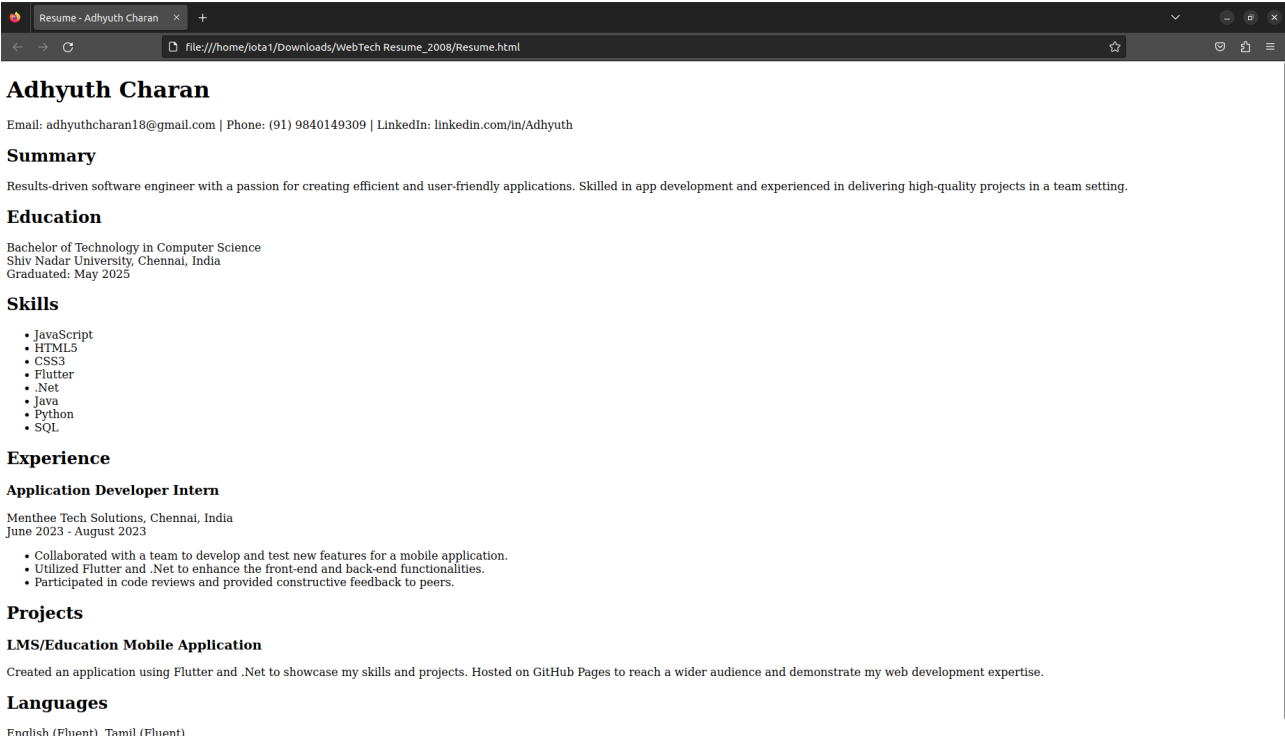 Resume - Adhyuth Charan
file:///home/iota1/Downloads/WebTech Resume_2008/Resume.html
Adhyuth Charan
Email: adhyuthcharan18@gmail.com | Phone: (91) 9840149309 | LinkedIn: linkedin.com/in/Adhyuth
Summary
Results-driven software engineer with a passion for creating efficient and user-friendly applications. Skilled in app development and experienced in delivering high-quality projects in a team setting.
Education
Bachelor of Technology in Computer Science
Shiv Nadar University, Chennai, India
Graduated: May 2025
Skills
• JavaScript
• HTML5
• CSS3
• Flutter
• .Net
• Java
• Python
• SQL
Experience
Application Developer Intern
Menthee Tech Solutions, Chennai, India
June 2023 - August 2023
• Collaborated with a team to develop and test new features for a mobile application.
• Utilized Flutter and .Net to enhance the front-end and back-end functionalities.
• Participated in code reviews and provided constructive feedback to peers.
Projects
LMS/Education Mobile Application
Created an application using Flutter and .Net to showcase my skills and projects. Hosted on GitHub Pages to reach a wider audience and demonstrate my web development expertise.
Languages
English (Fluent), Tamil (Fluent)